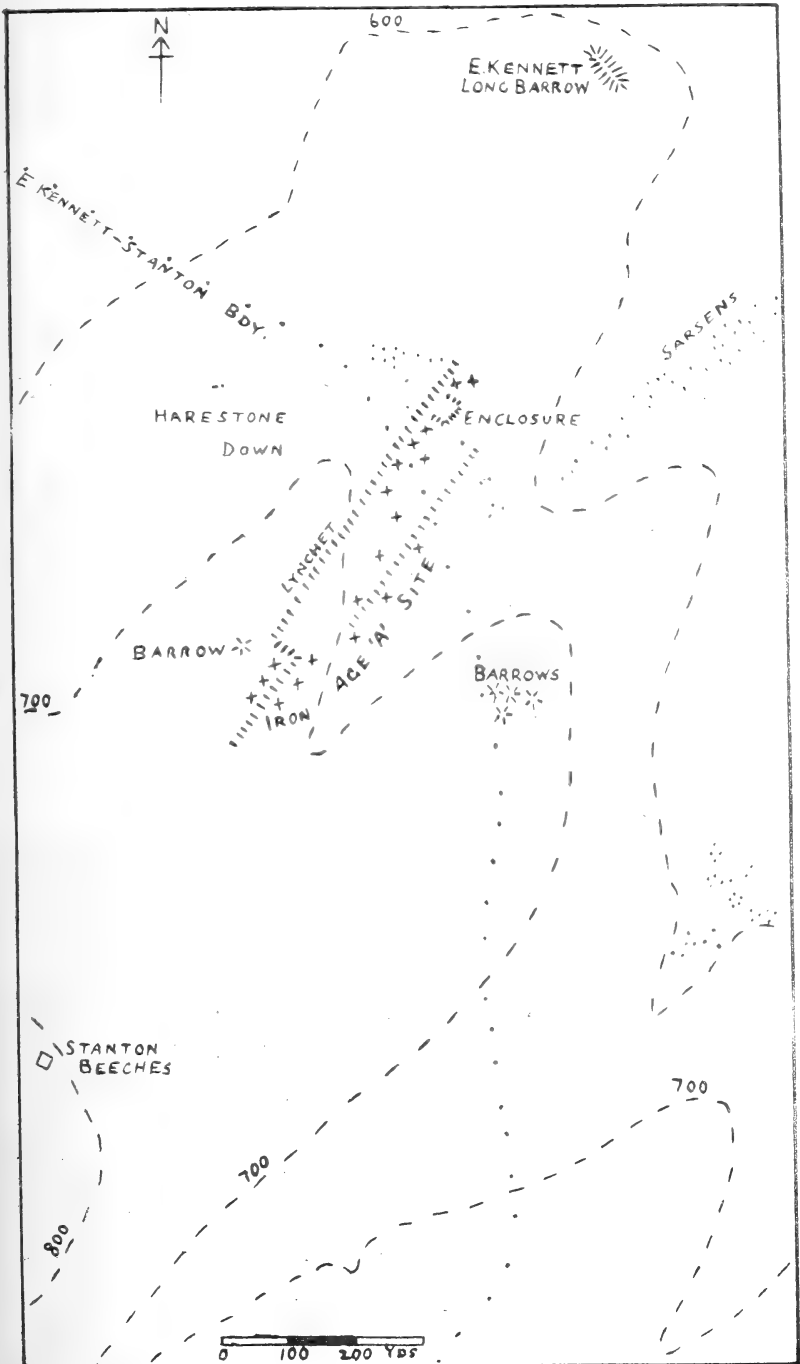 600
N
E. KENNETT
LONG BARROW
E KENNETT-STANTON BDY.
SARSENS
HARESTONE
DOWN
ENCLOSURE
LYNCHET
BARROW
IRON AGE 'A' SITE
BARROWS
700
STANTON
BEECHES
700
700
800
0 100 200 YDS